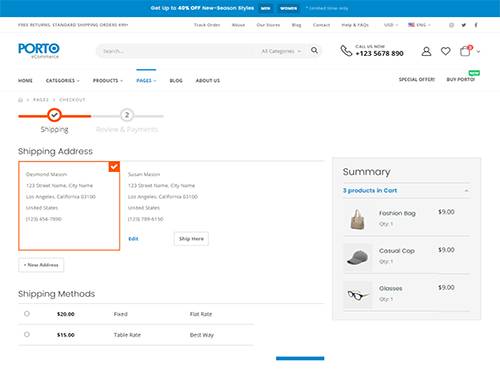 Get Up to 40% OFF New-Season Styles MEN WOMEN * Limited time only.
FREE RETURNS. STANDARD SHIPPING ORDERS $99+
Track Order About Our Stores Blog Contact Help & FAQs USD ENG
PORTO
eCommerce
Search... All Categories
CALL US NOW
+123 5678 890
HOME CATEGORIES PRODUCTS PAGES BLOG ABOUT US SPECIAL OFFER! BUY PORTO!
NEW
PAGES > CHECKOUT
2
Shipping Review & Payments
Shipping Address
Desmond Mason
123 Street Name, City Name
Los Angeles, California 03100
United States
(123) 456-7890
Susan Mason
123 Street Name, City Name
Los Angeles, California 03100
United States
(123) 789-6150
Edit Ship Here
+ New Address
Shipping Methods
$20.00 Fixed Flat Rate
$15.00 Table Rate Best Way
Summary
3 products in Cart
Fashion Bag $9.00
Qty: 1
Casual Cap $9.00
Qty: 1
Glasses $9.00
Qty: 1